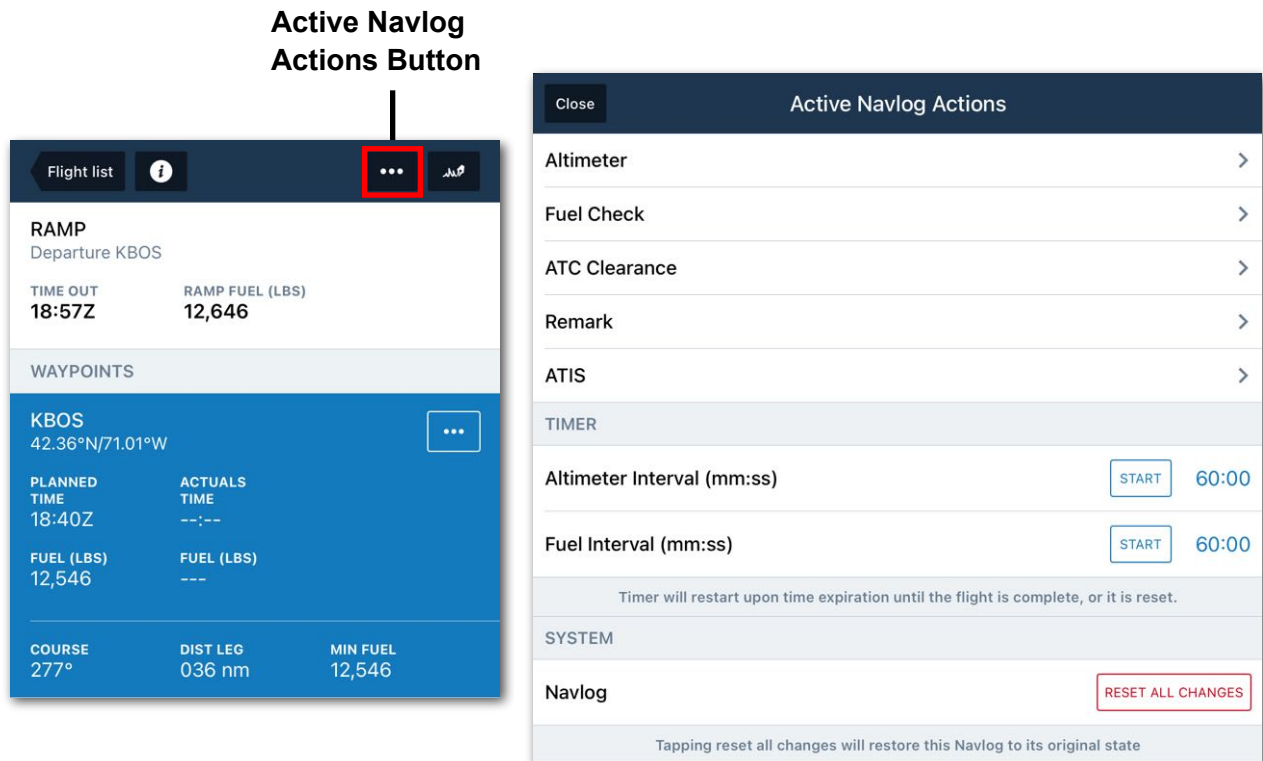 Active Navlog
Actions Button
Flight list
i
•••
RAMP
Departure KBOS
TIME OUT RAMP FUEL (LBS)
18:57Z 12,646
WAYPOINTS
KBOS
42.36°N/71.01°W
•••
PLANNED ACTUALS
TIME TIME
18:40Z --:--
FUEL (LBS) FUEL (LBS)
12,546 ---
COURSE DIST LEG MIN FUEL
277° 036 nm 12,546
Close Active Navlog Actions
Altimeter
Fuel Check
ATC Clearance
Remark
ATIS
TIMER
Altimeter Interval (mm:ss) START 60:00
Fuel Interval (mm:ss) START 60:00
Timer will restart upon time expiration until the flight is complete, or it is reset.
SYSTEM
Navlog RESET ALL CHANGES
Tapping reset all changes will restore this Navlog to its original state